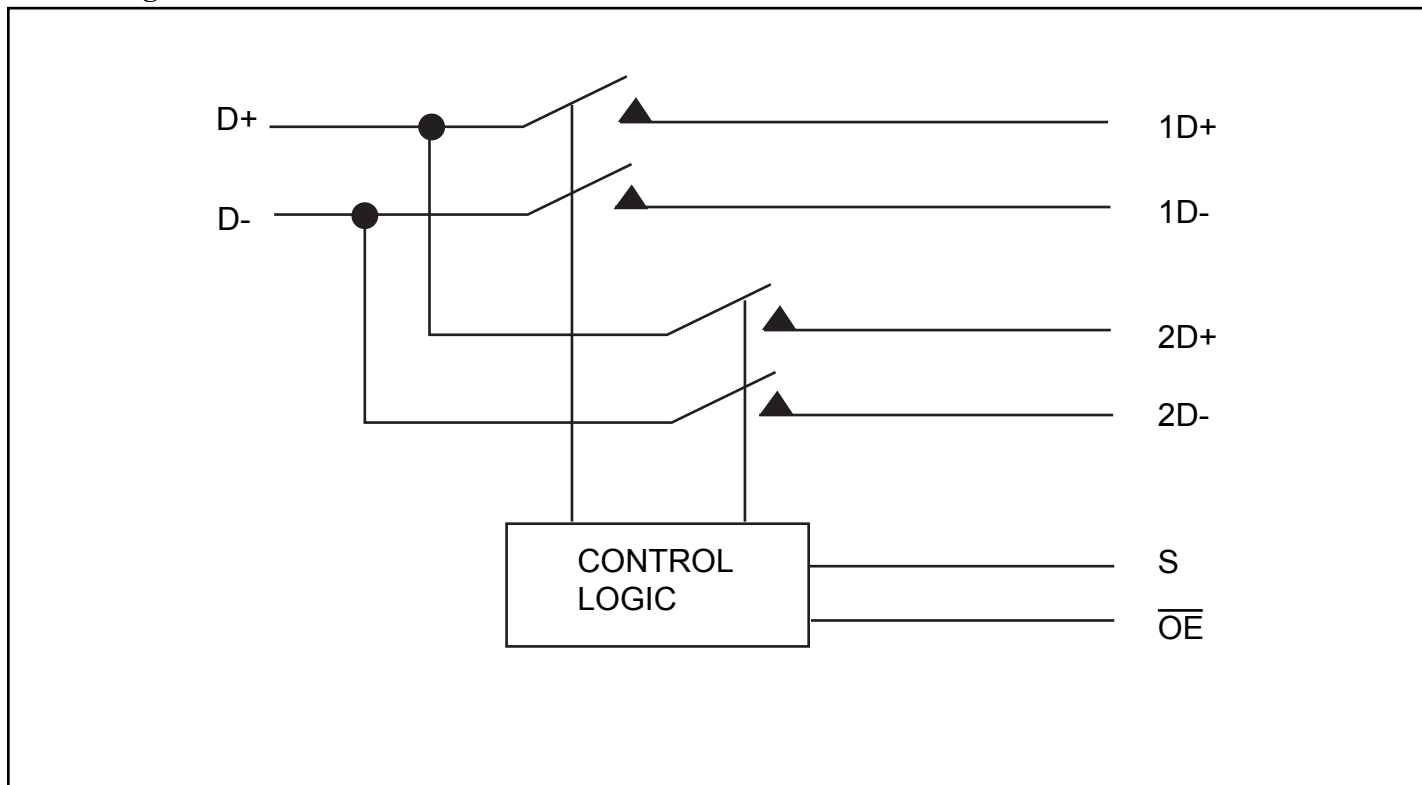 D+
1D+
D-
1D-
2D+
2D-
CONTROL
LOGIC
S
OE